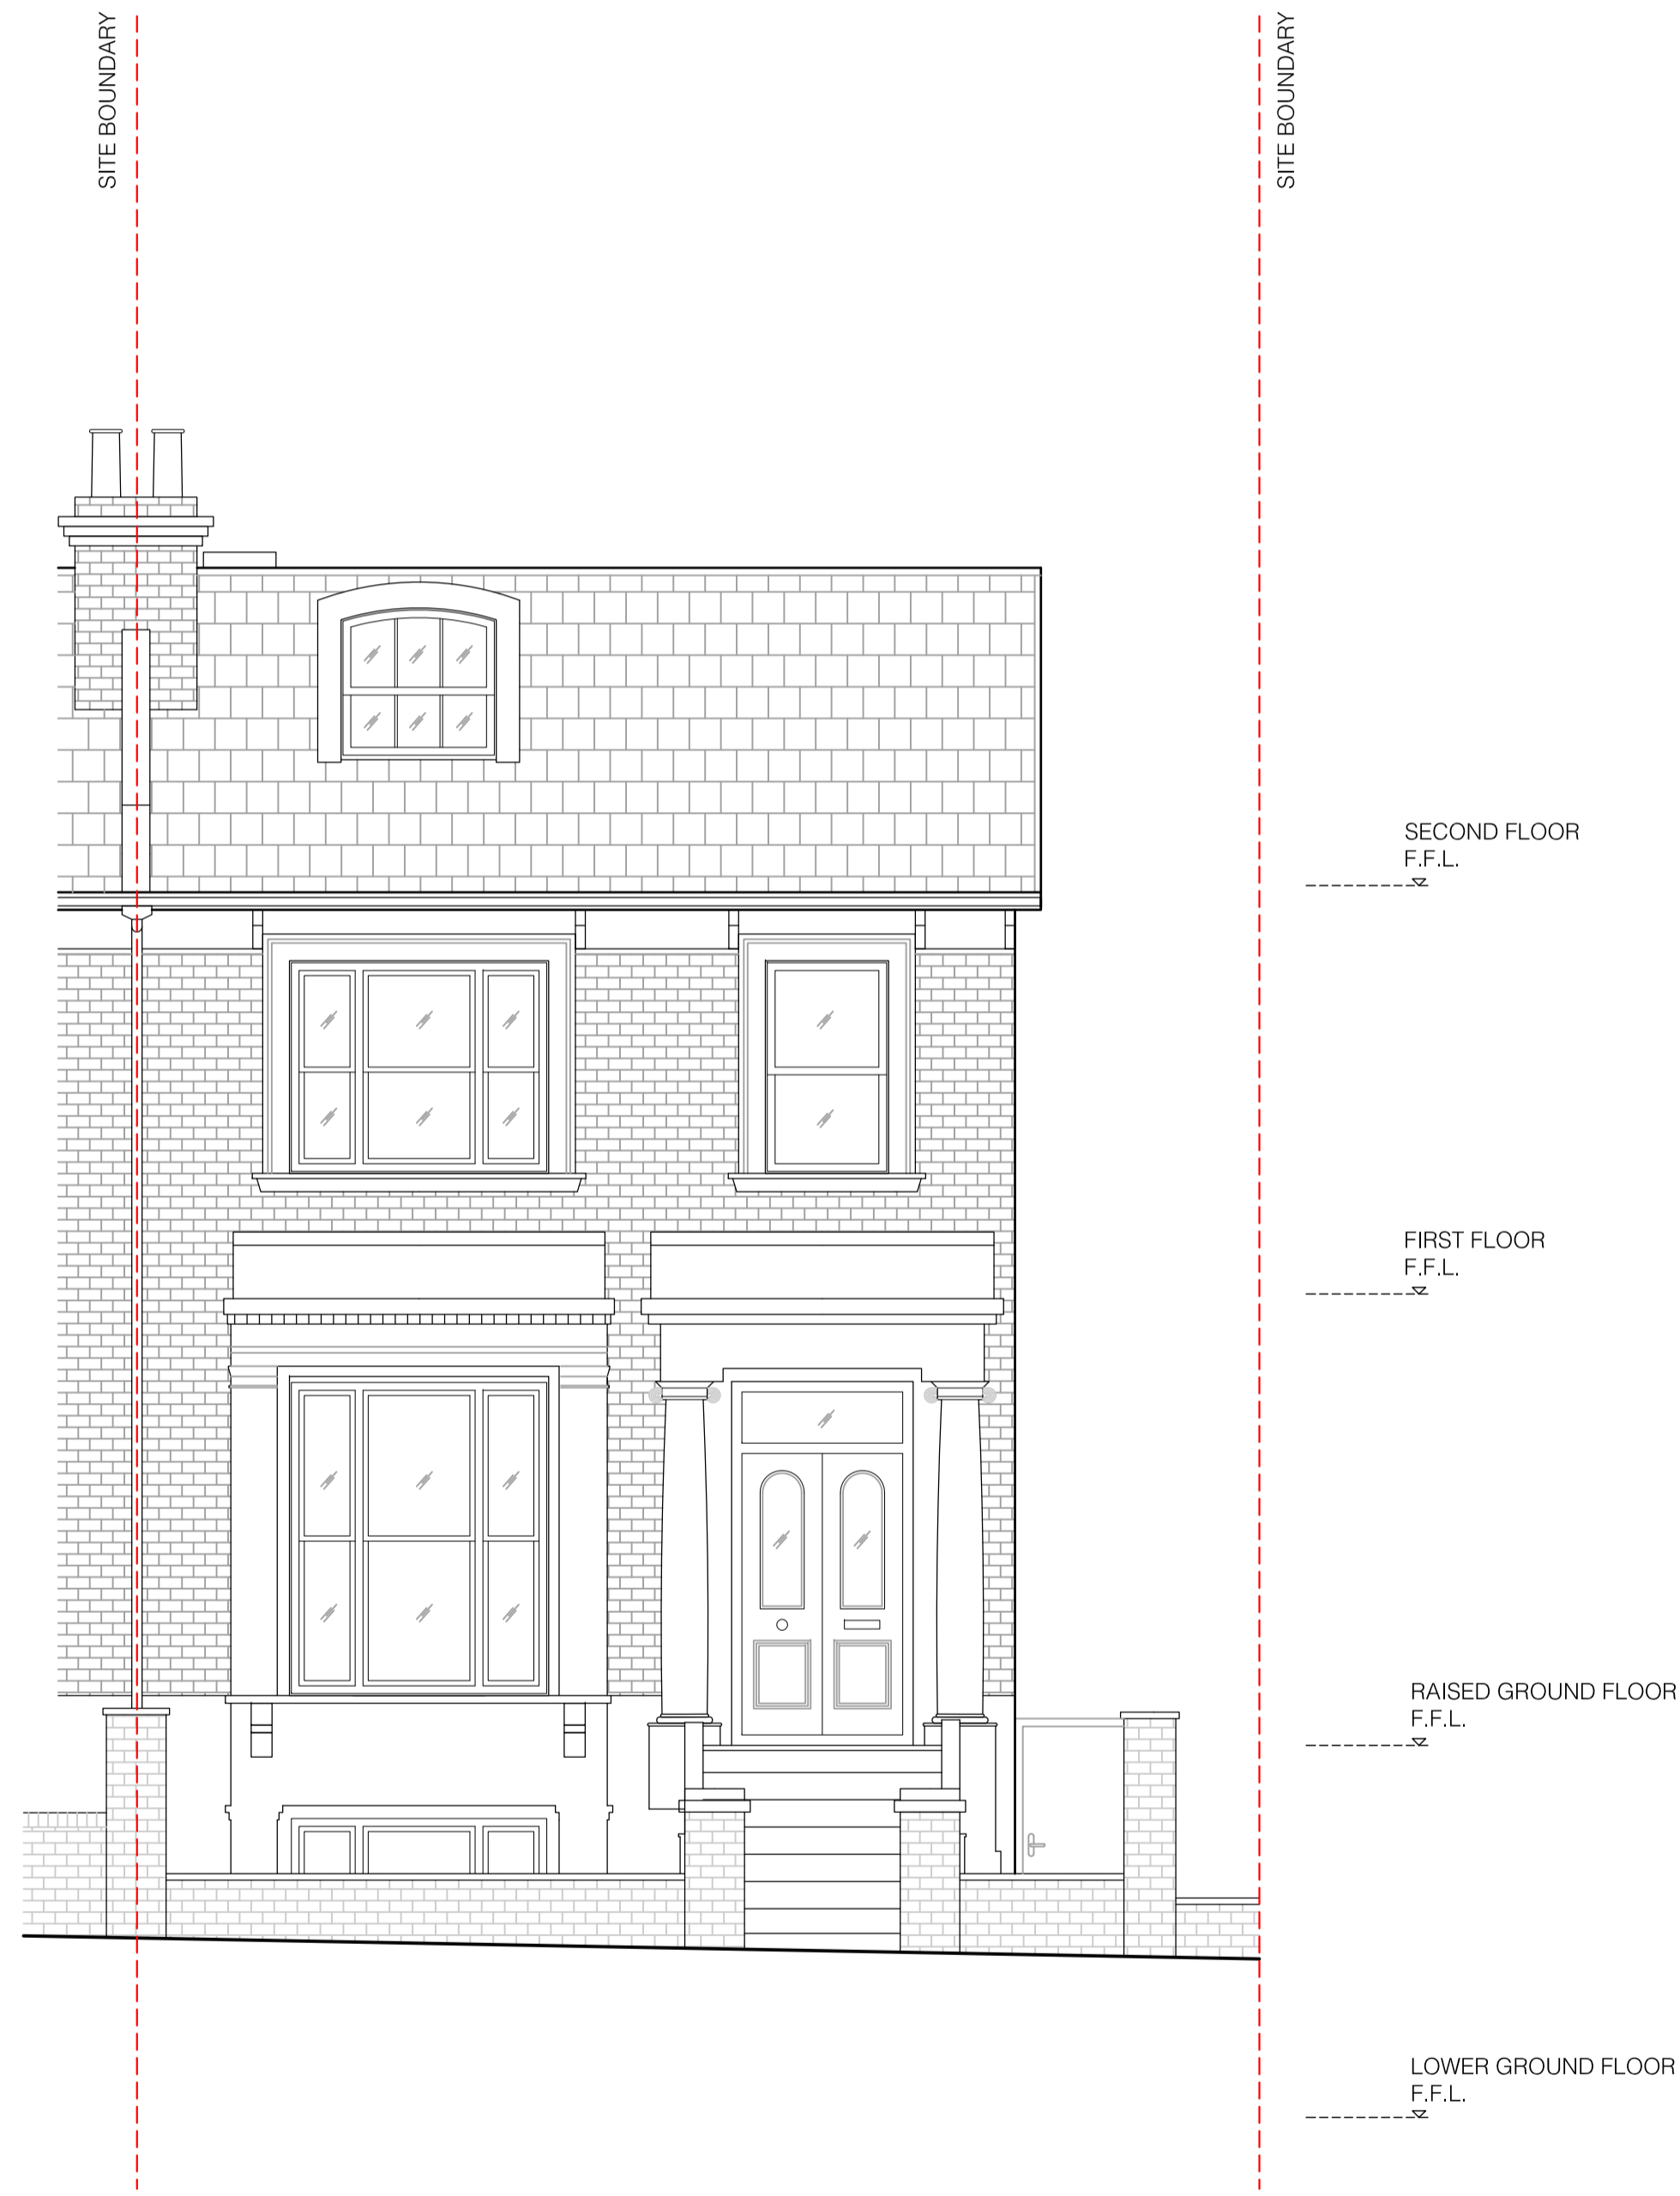 SITE BOUNDARY
SITE BOUNDARY
SECOND FLOOR
F.F.L.
FIRST FLOOR
F.F.L.
RAISED GROUND FLOOR
F.F.L.
LOWER GROUND FLOOR
F.F.L.